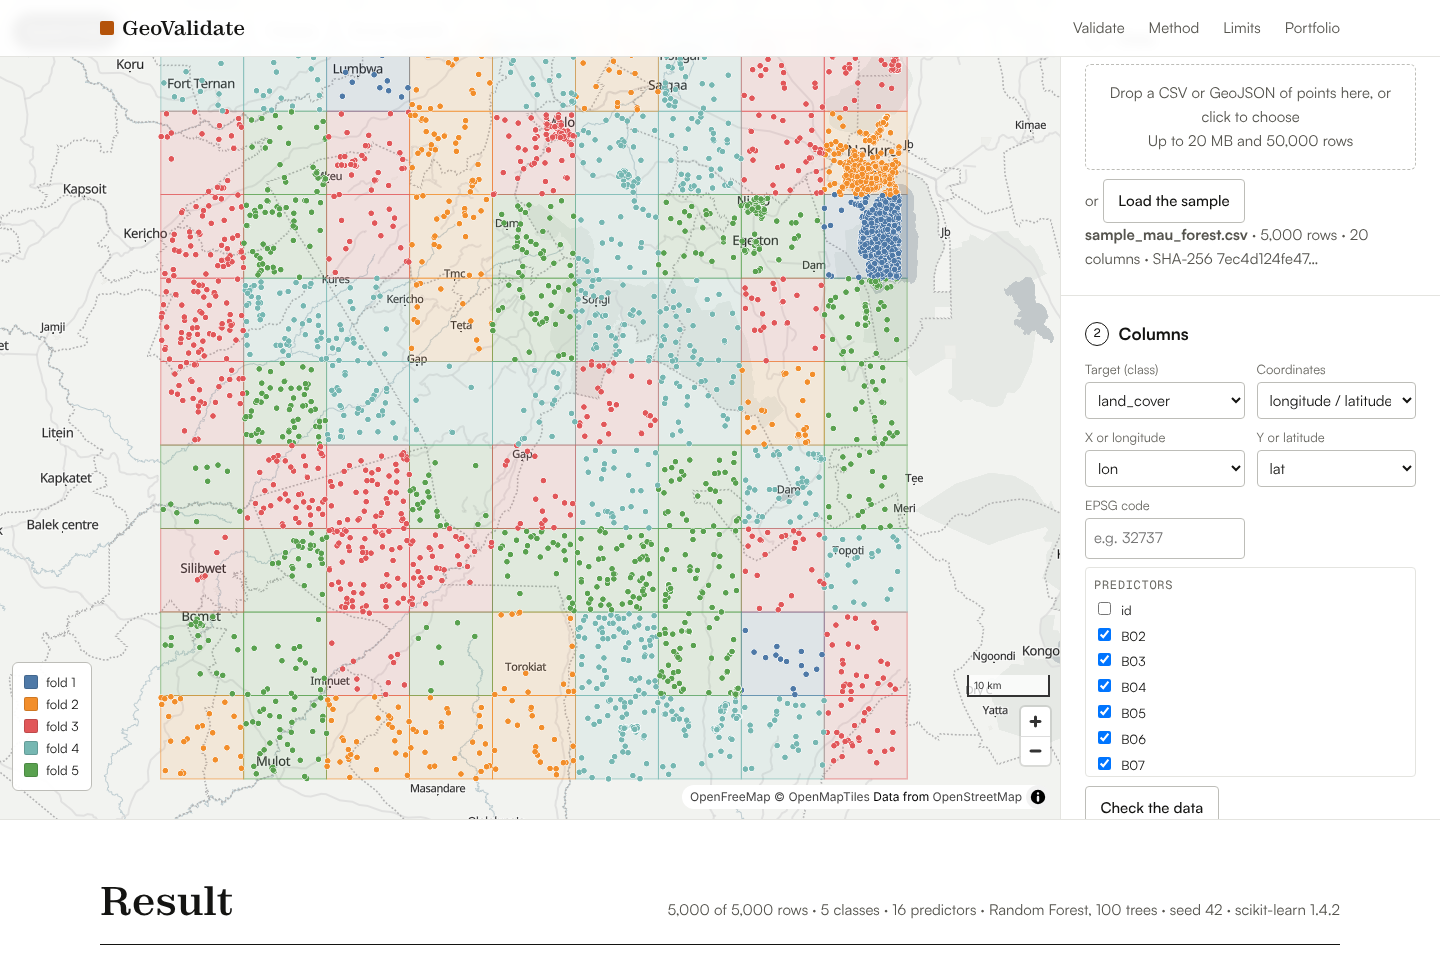 GeoValidate
Validate
Method
Limits
Portfolio
Koru
Fort Ternan
Lumbwa
Kimae
Jb
Kapsoit
Kericho
Dam
Jb
Dam
Kures
Tmc
Kericho
Teta
Gap
Jamji
Litein
Kapkatet
Balek centre
Gap
Dam
Tee
Meri
Silibwet
Topoti
Bomet
Torokiat
Ngoondi
Kongo
Yatta
Mulot
Masandare
fold 1
fold 2
fold 3
fold 4
fold 5
10 km
+
−
OpenFreeMap © OpenMapTiles Data from OpenStreetMap
Drop a CSV or GeoJSON of points here, or
click to choose
Up to 20 MB and 50,000 rows
or Load the sample
sample_mau_forest.csv · 5,000 rows · 20
columns · SHA-256 7ec4d124fe47…
2 Columns
Target (class)
Coordinates
land_cover
longitude / latitude
X or longitude
Y or latitude
lon
lat
EPSG code
e.g. 32737
PREDICTORS
id
B02
B03
B04
B05
B06
B07
Check the data
Result
5,000 of 5,000 rows · 5 classes · 16 predictors · Random Forest, 100 trees · seed 42 · scikit-learn 1.4.2